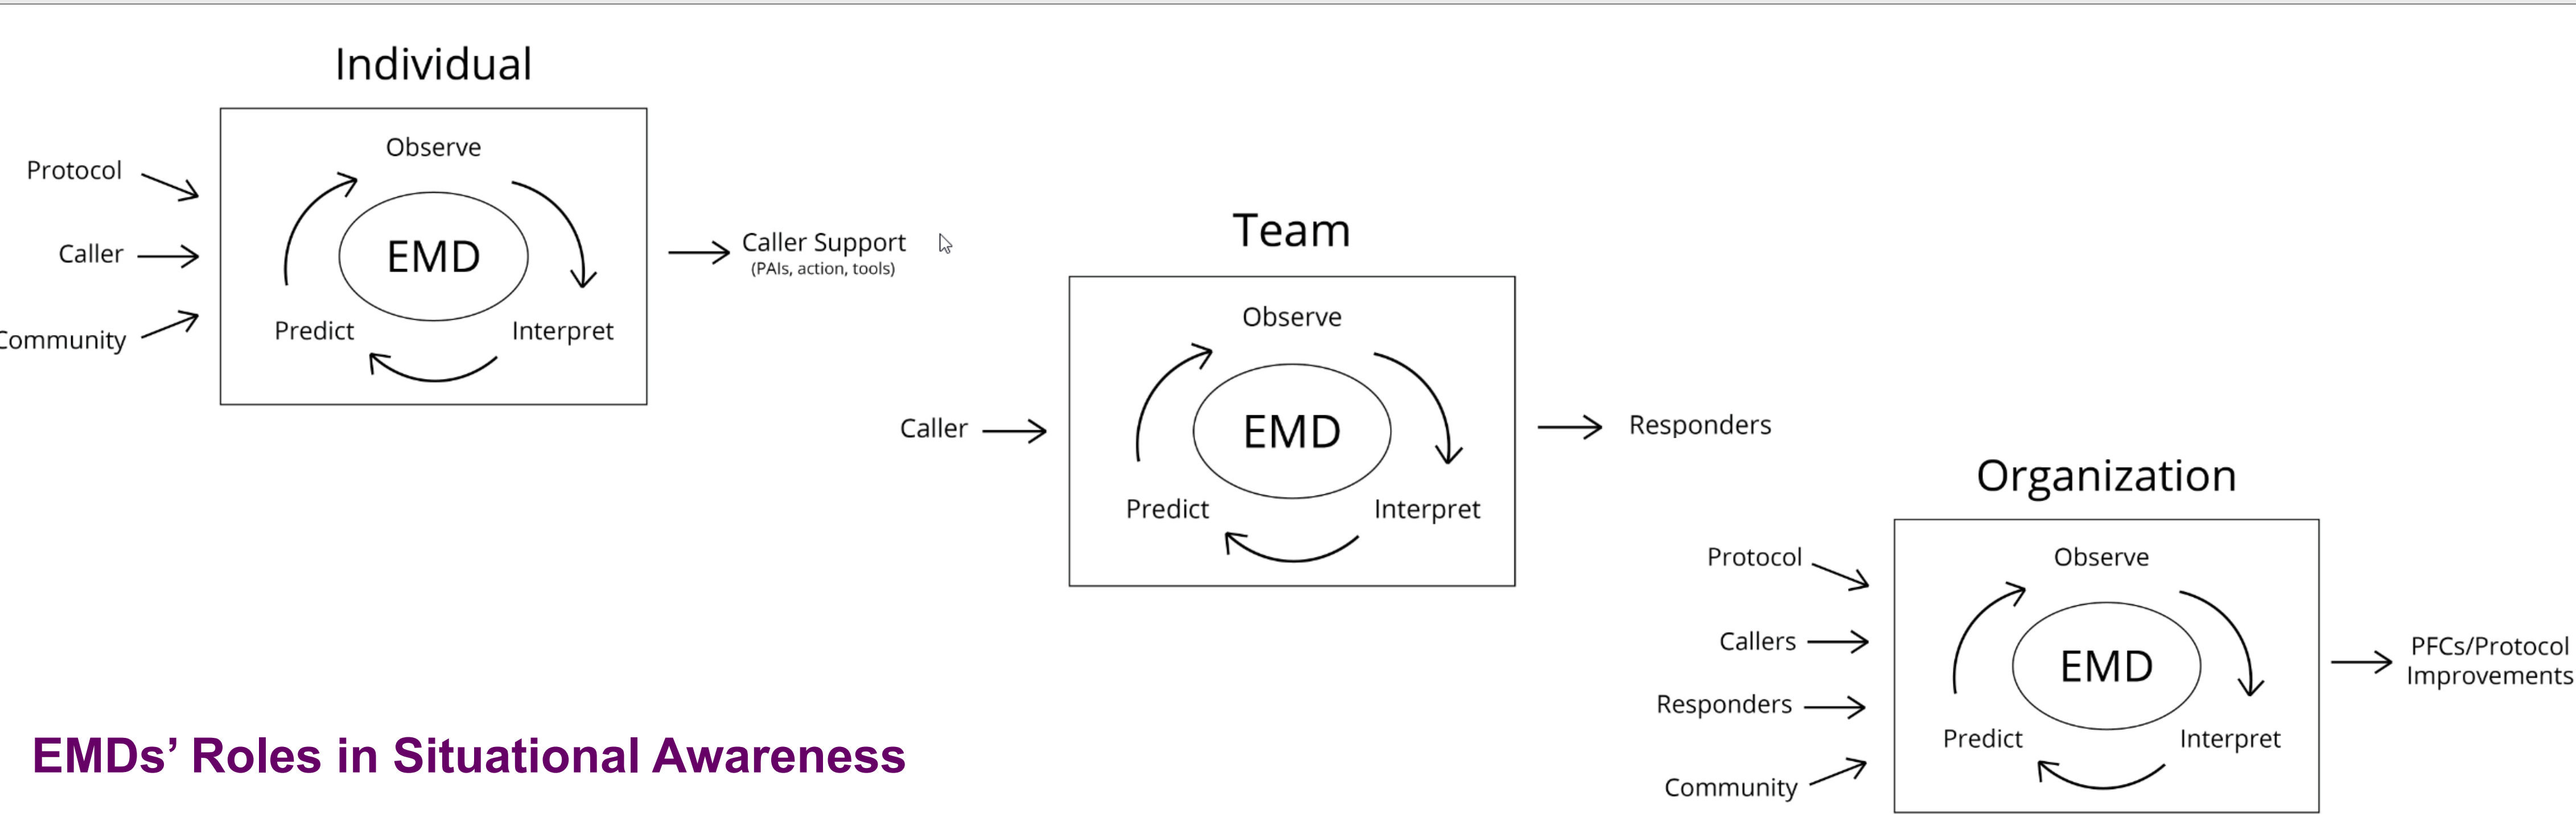 Individual
Protocol
Caller
Community
Observe
EMD
Predict
Interpret
Caller Support
(PAIs, action, tools)
Team
Caller
Observe
EMD
Predict
Interpret
Responders
Organization
Protocol
Callers
Responders
Community
Observe
EMD
Predict
Interpret
PFCs/Protocol
Improvements
EMDs’ Roles in Situational Awareness